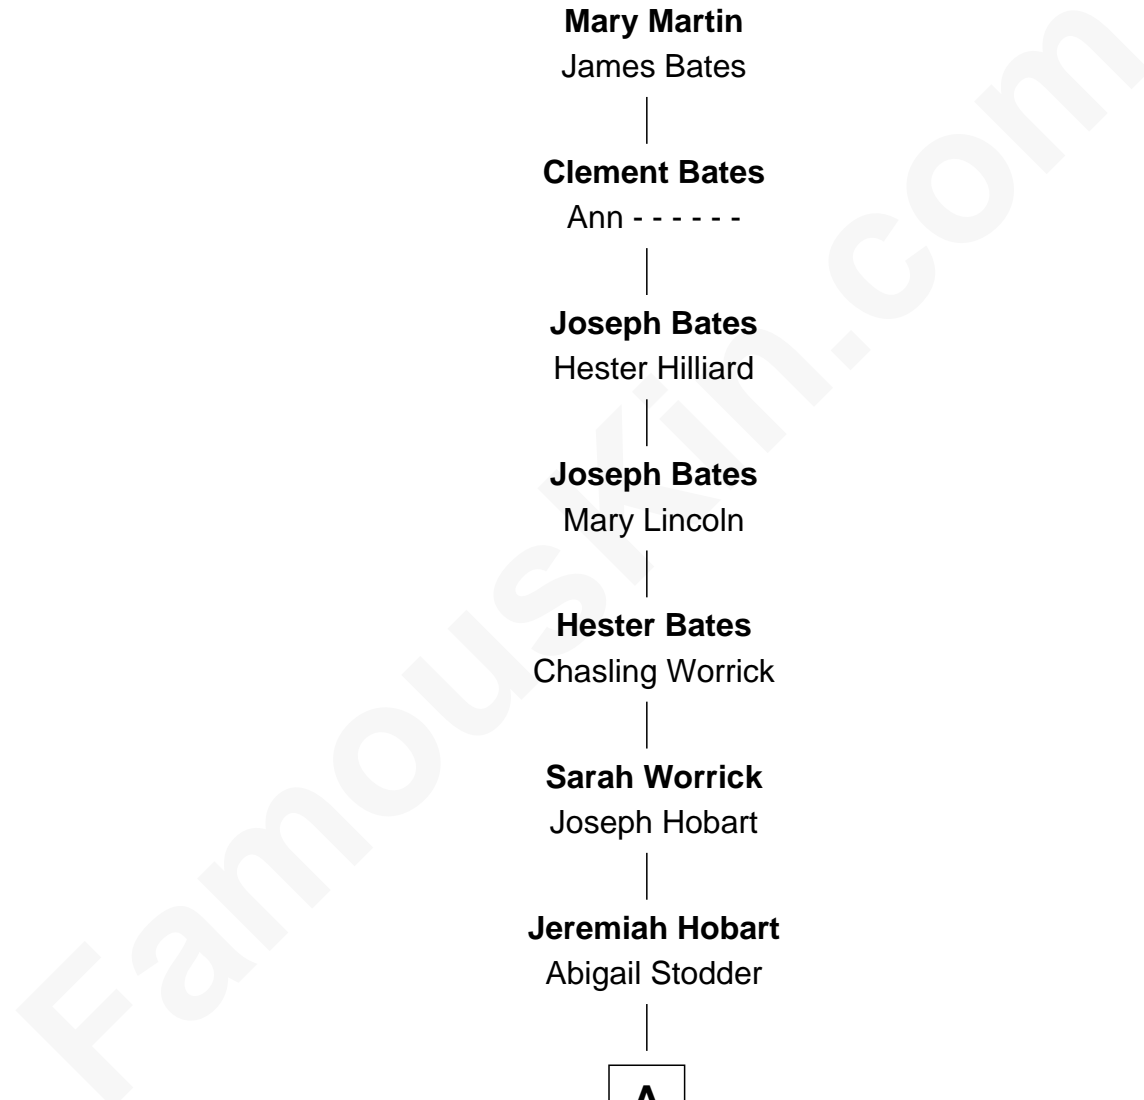 Mary Martin
James Bates
Clement Bates
Ann - - - - - -
Joseph Bates
Hester Hilliard
Joseph Bates
Mary Lincoln
Hester Bates
Chasling Worrick
Sarah Worrick
Joseph Hobart
Jeremiah Hobart
Abigail Stodder
A
FamousKin.com